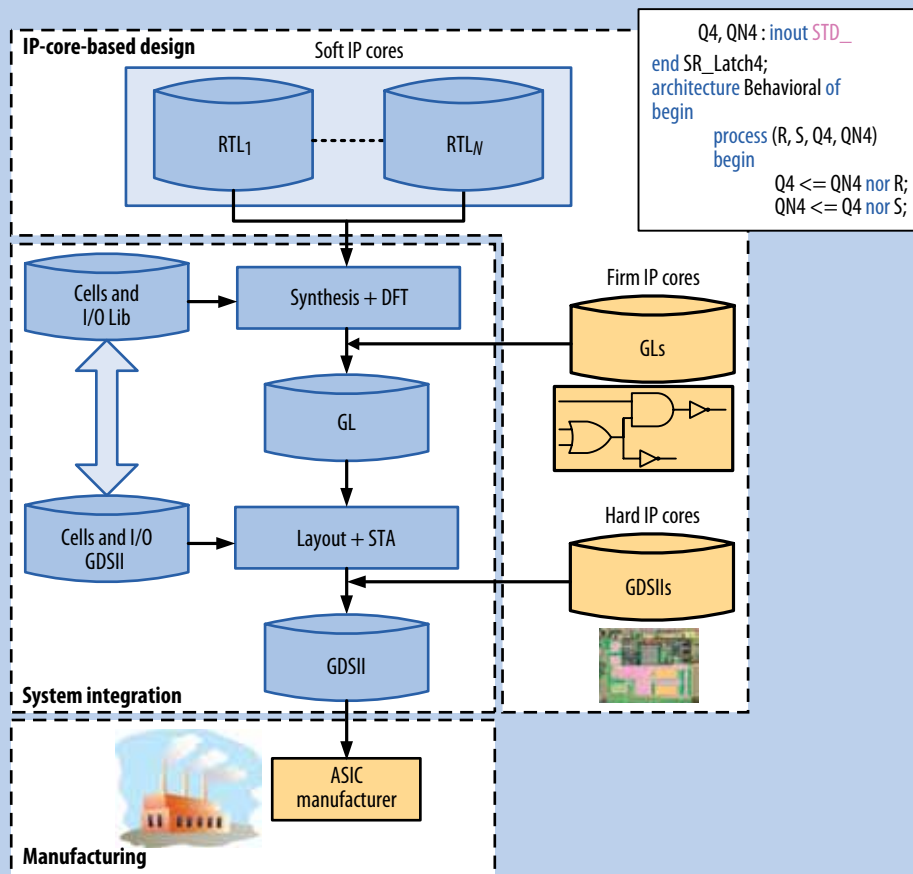 IP-core-based design
Soft IP cores
RTL1
RTLN
Q4, QN4 : inout STD_
end SR_Latch4;
architecture Behavioral of
begin
process (R, S, Q4, QN4)
begin
Q4 <= QN4 nor R;
QN4 <= Q4 nor S;
Cells and
I/O Lib
Synthesis + DFT
Firm IP cores
GLs
GL
Cells and I/O
GDSII
Layout + STA
Hard IP cores
GDSIIs
GDSII
System integration
ASIC
manufacturer
Manufacturing